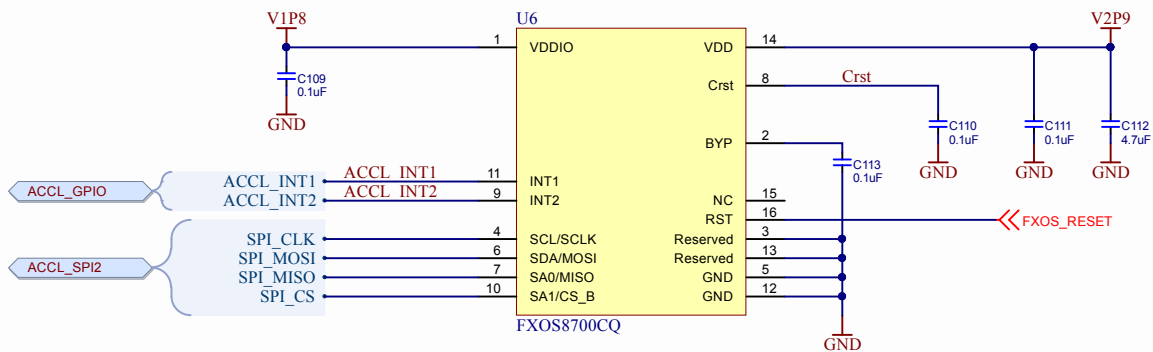 V1P8
U6
V2P9
1
VDDIO
VDD
14
C109
0.1uF
GND
Crst
8
Crst
C110
0.1uF
GND
C111
0.1uF
GND
C112
4.7uF
GND
BYP
2
C113
0.1uF
ACCL_GPIO
ACCL_INT1
ACCL_INT1
11
INT1
ACCL_INT2
ACCL_INT2
9
INT2
NC
15
RST
16
FXOS_RESET
ACCL_SPI2
SPI_CLK
4
SCL/SCLK
Reserved
3
SPI_MOSI
6
SDA/MOSI
Reserved
13
SPI_MISO
7
SA0/MISO
GND
5
SPI_CS
10
SA1/CS_B
GND
12
FXOS8700CQ
GND